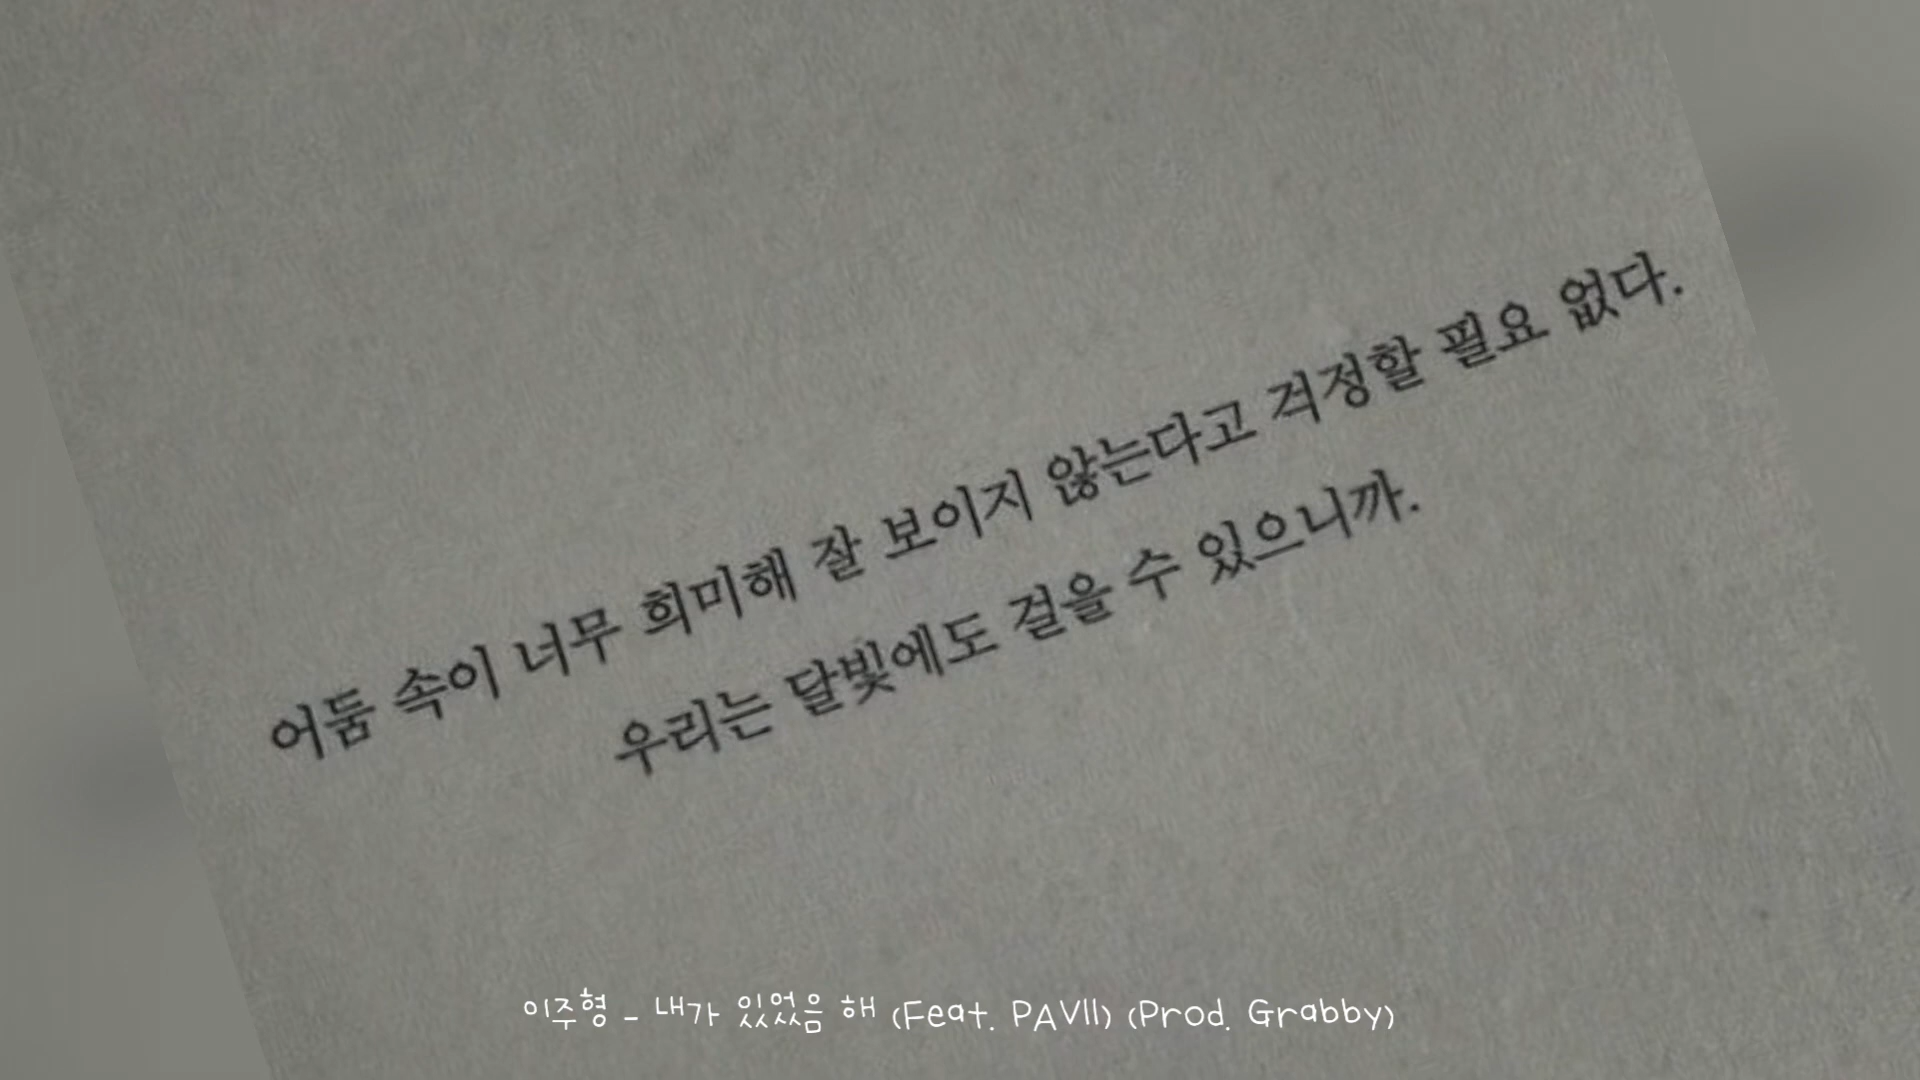 어둠 속이 너무 희미해 잘 보이지 않는다고 걱정할 필요 없다.
우리는 달빛에도 걸을 수 있으니까.
이주형 - 내가 있었음 해 (Feat. PAVll) (Prod. Grabby)